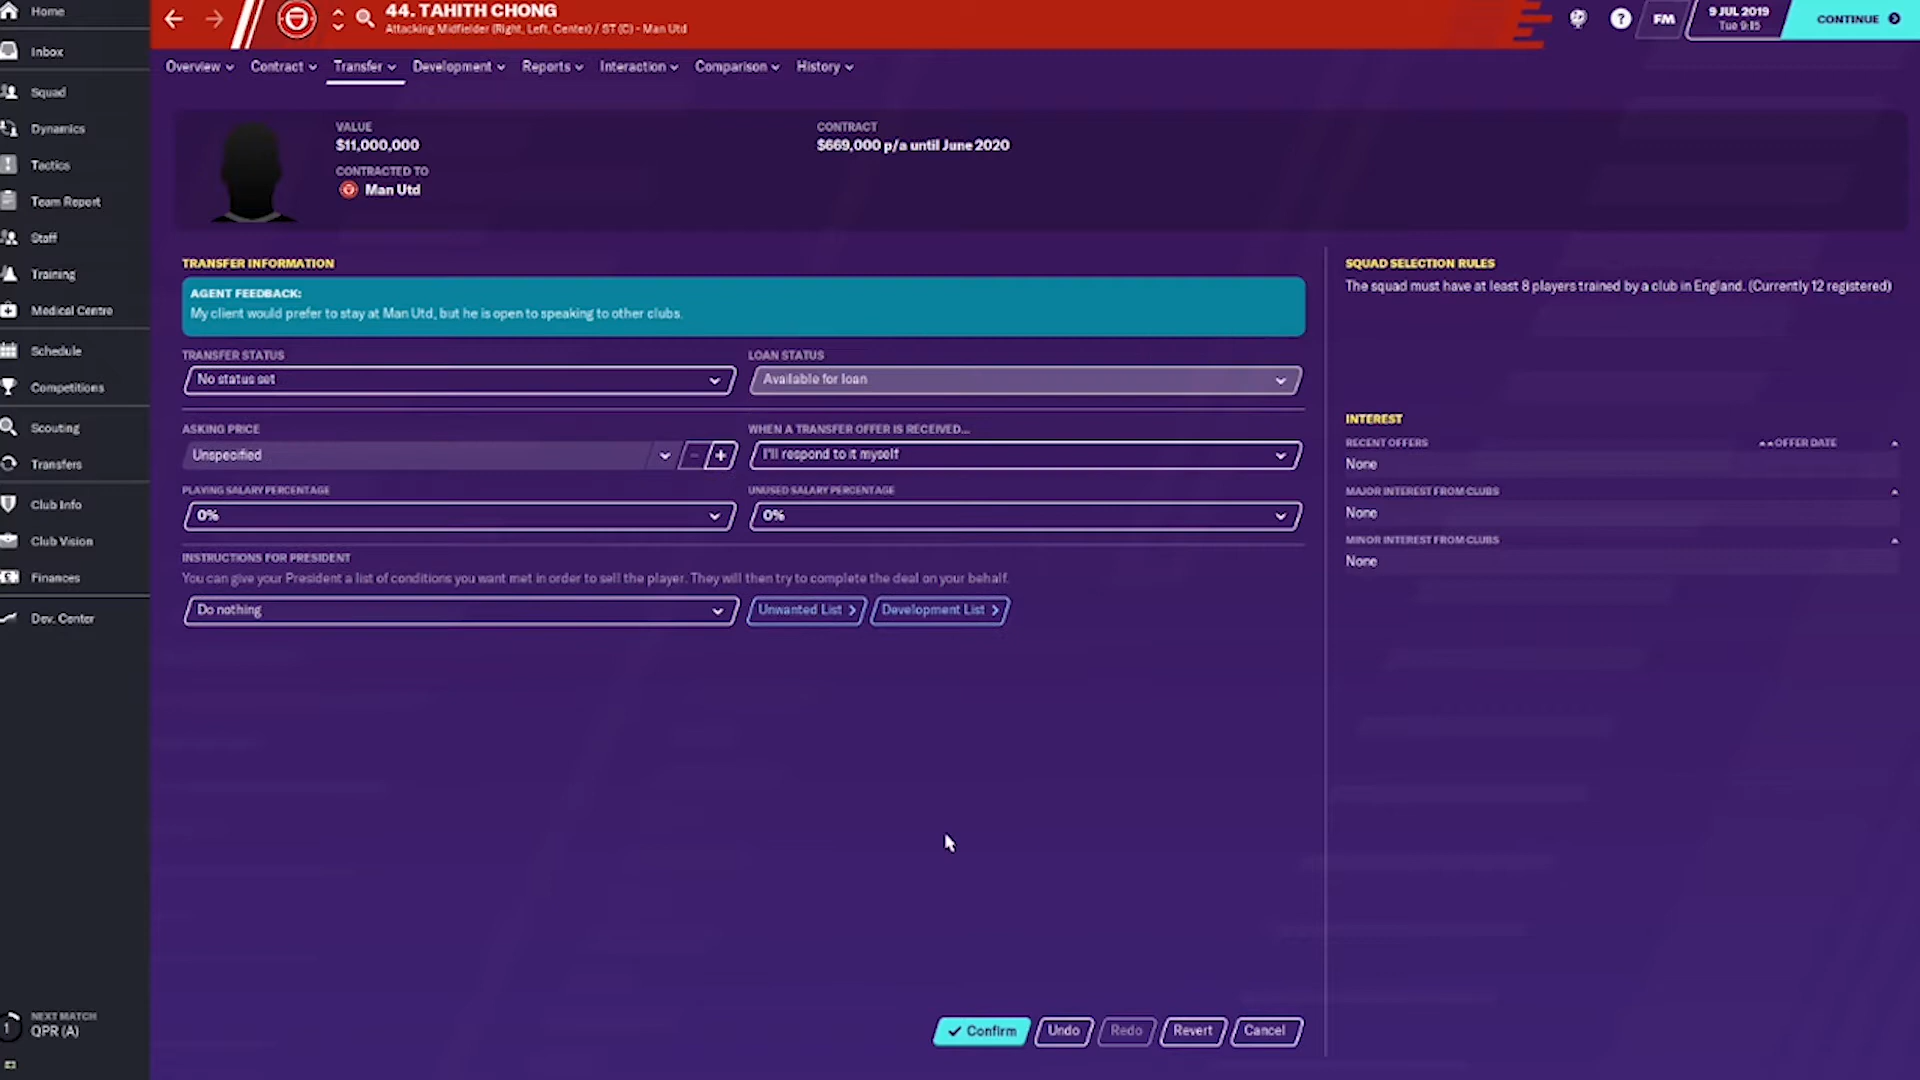 Home
Inbox
Squad
Dynamics
Tactics
Team Report
Staff
Training
Medical Centre
Schedule
Competitions
Scouting
Transfers
Club Info
Club Vision
Finances
Dev. Center
NEXT MATCH
QPR (A)
44. TAHITH CHONG
Attacking Midfielder (Right, Left, Center) / ST (C) - Man Utd
FM
9 JUL 2019
Tue 9:15
CONTINUE
Overview Contract Transfer Development Reports Interaction Comparison History
VALUE
$11,000,000
CONTRACTED TO
Man Utd
CONTRACT
$669,000 p/a until June 2020
TRANSFER INFORMATION
AGENT FEEDBACK:
My client would prefer to stay at Man Utd, but he is open to speaking to other clubs.
TRANSFER STATUS
No status set
LOAN STATUS
Available for loan
ASKING PRICE
Unspecified
- +
WHEN A TRANSFER OFFER IS RECEIVED...
I'll respond to it myself
PLAYING SALARY PERCENTAGE
0%
UNUSED SALARY PERCENTAGE
0%
INSTRUCTIONS FOR PRESIDENT
You can give your President a list of conditions you want met in order to sell the player. They will then try to complete the deal on your behalf.
Do nothing
Unwanted List >
Development List >
SQUAD SELECTION RULES
The squad must have at least 8 players trained by a club in England. (Currently 12 registered)
INTEREST
RECENT OFFERS OFFER DATE
None
MAJOR INTEREST FROM CLUBS
None
MINOR INTEREST FROM CLUBS
None
Confirm Undo Redo Revert Cancel